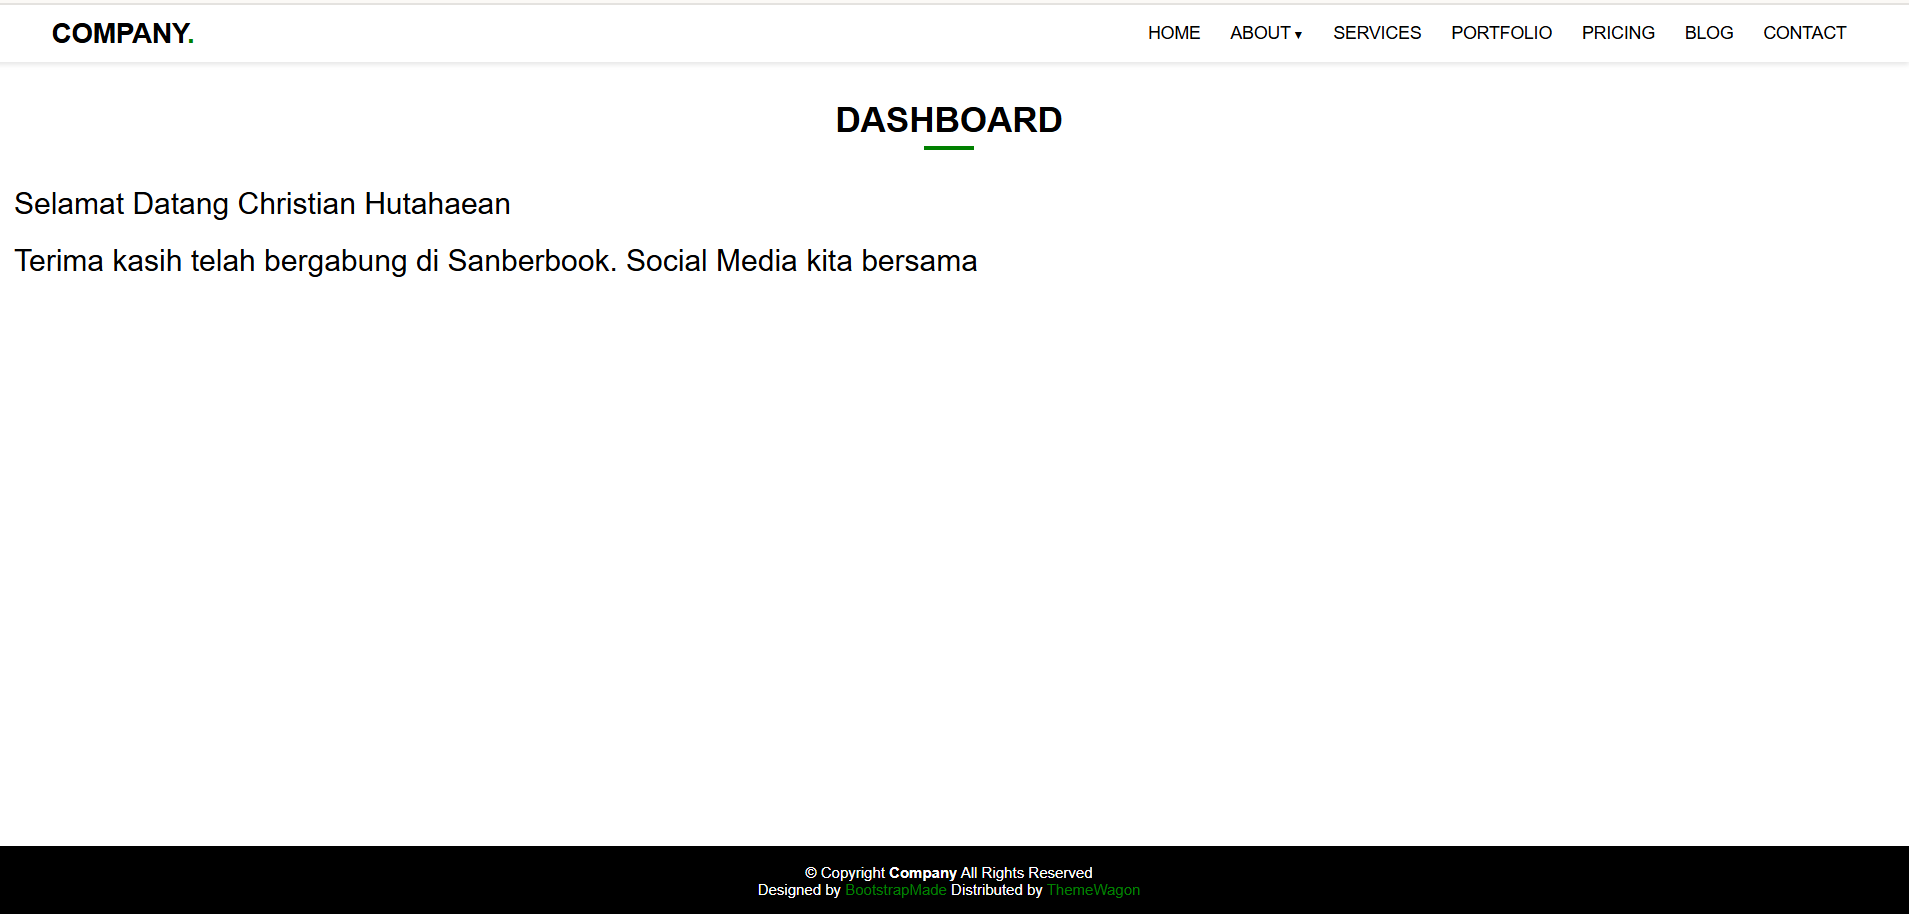 COMPANY.
HOME ABOUT ▾ SERVICES PORTFOLIO PRICING BLOG CONTACT
DASHBOARD
Selamat Datang Christian Hutahaean
Terima kasih telah bergabung di Sanberbook. Social Media kita bersama
© Copyright Company All Rights Reserved
Designed by BootstrapMade Distributed by ThemeWagon